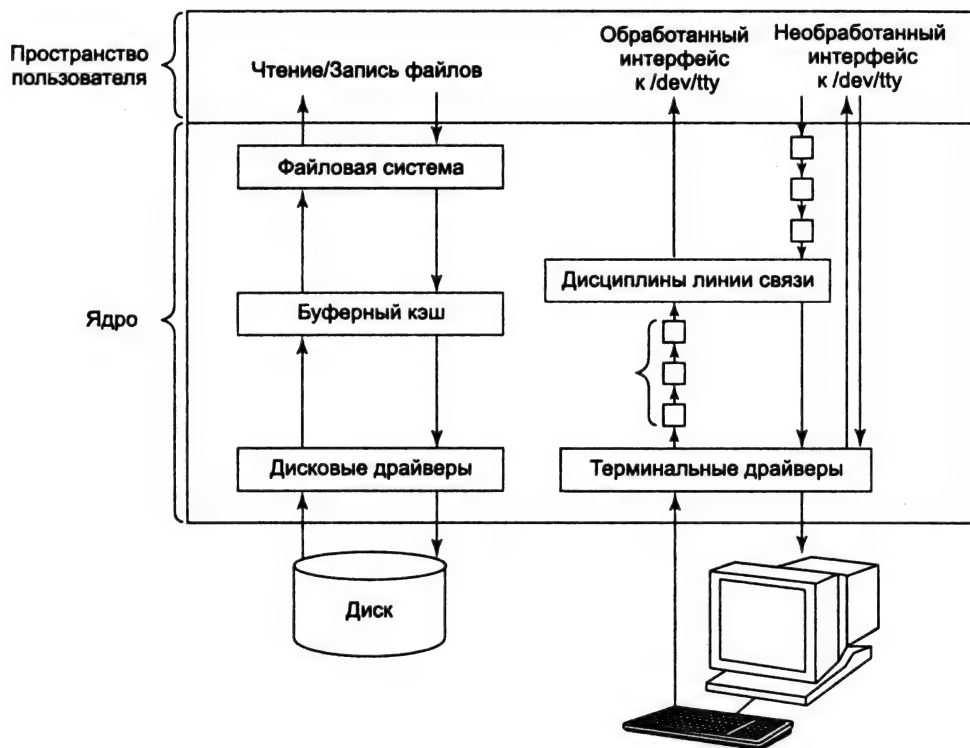 Пространство
пользователя
Чтение/Запись файлов
Обработанный
интерфейс
к /dev/tty
Необработанный
интерфейс
к /dev/tty
Ядро
Файловая система
Буферный кэш
Дисковые драйверы
Диск
Дисциплины линии связи
Терминальные драйверы